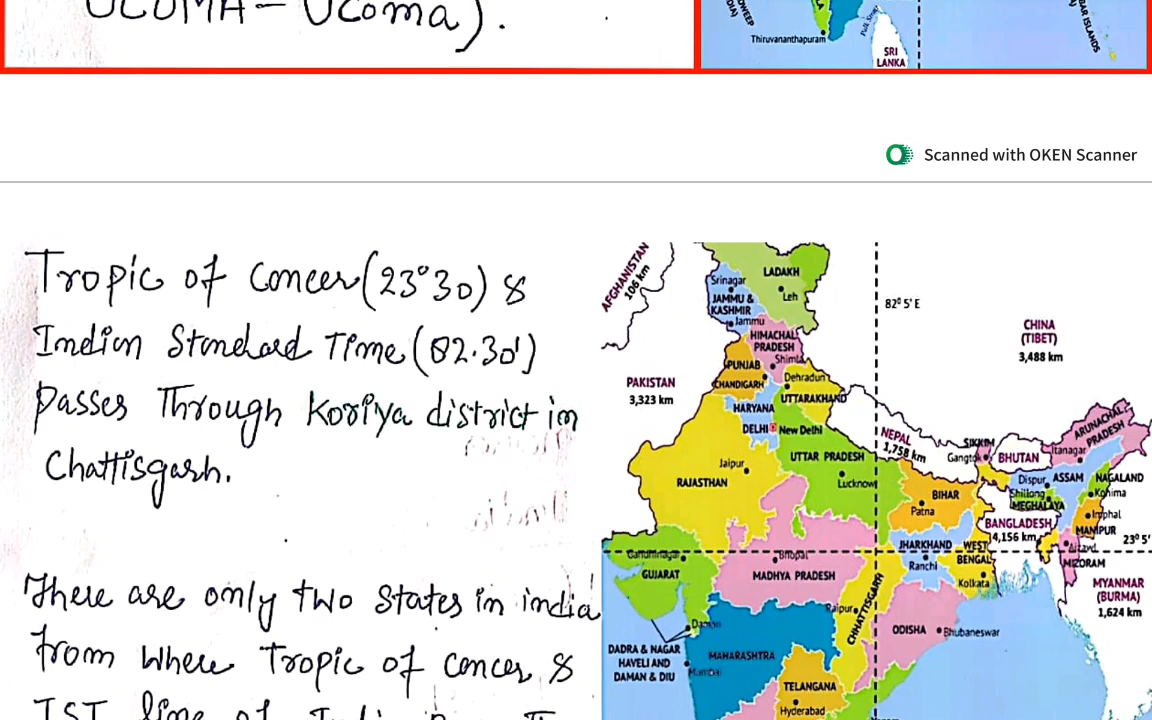 UCOMA - Ucoma).
Thiruvananthapuram
SRI
LANKA
Scanned with OKEN Scanner
Tropic of Concer(23°30) &
Indian Standard Time (82.30')
Passes Through Koriya district in
Chattisgarh.
There are only two states in india
from where Tropic of concer &
IST line of
AFGHANISTAN
106 km
LADAKH
Srinagar
Leh
JAMMU &
KASHMIR
Jammu
82° 5' E
HIMACHAL
PRADESH
Shimla
CHINA
(TIBET)
3,488 km
PUNJAB
CHANDIGARH
Dehradun
UTTARAKHAND
PAKISTAN
3,323 km
HARYANA
DELHI
New Delhi
NEPAL
1,758 km
SIKKIM
Gangtok
BHUTAN
ARUNACHAL
PRADESH
Itanagar
UTTAR PRADESH
Lucknow
Jaipur
RAJASTHAN
BIHAR
Patna
Dispur
ASSAM
NAGALAND
Kohima
Shillong
MEGHALAYA
Imphal
MANIPUR
BANGLADESH
4,156 km
23° 5'
Aizawl
MIZORAM
JHARKHAND
Ranchi
WEST
BENGAL
Kolkata
Gandhinagar
GUJARAT
Bhopal
MADHYA PRADESH
MYANMAR
(BURMA)
1,624 km
Raipur
CHHATTISGARH
ODISHA
Bhubaneswar
Daman
DADRA & NAGAR
HAVELI AND
DAMAN & DIU
MAHARASHTRA
Mumbai
TELANGANA
Hyderabad